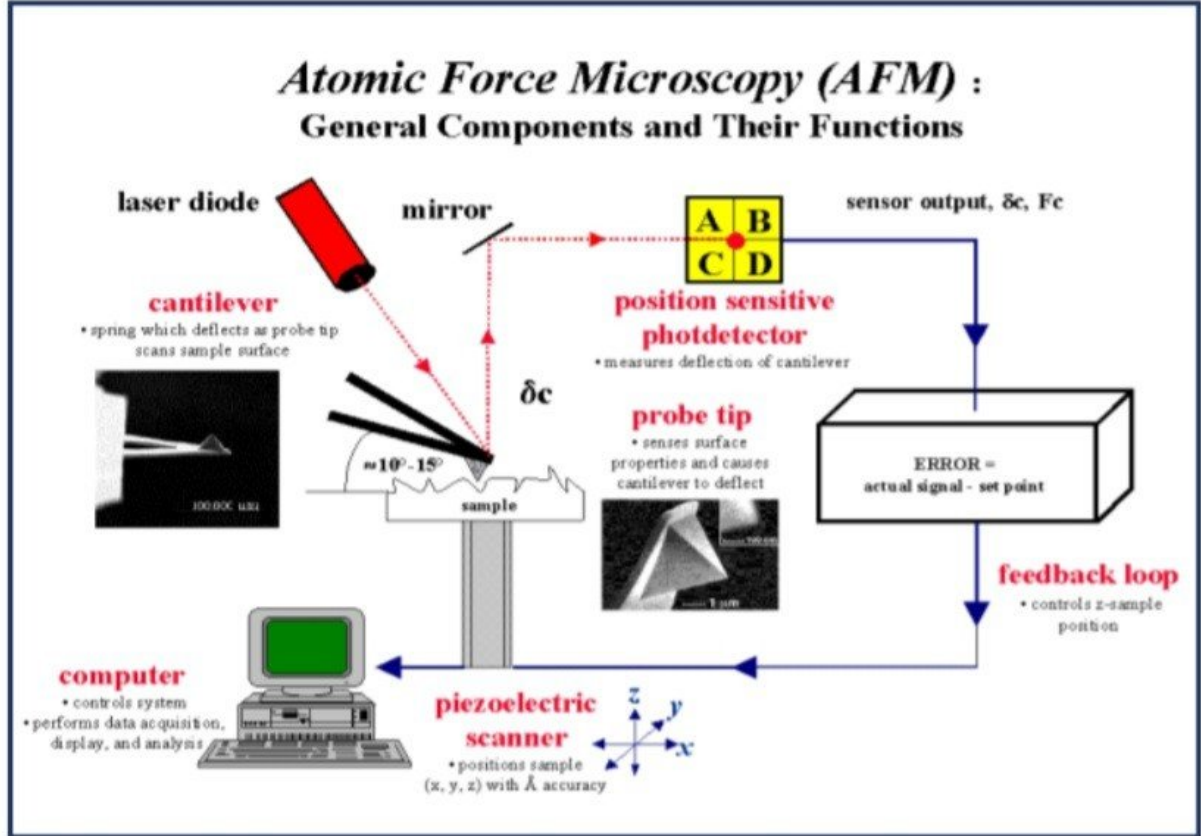 Atomic Force Microscopy (AFM) :
General Components and Their Functions
laser diode
mirror
A B
C D
sensor output, δc, Fc
cantilever
• spring which deflects as probe tip
scans sample surface
100.00C µm
position sensitive
photdetector
• measures deflection of cantilever
δc
≈10°-15°
sample
probe tip
• senses surface
properties and causes
cantilever to deflect
1 µm
ERROR =
actual signal - set point
feedback loop
• controls z-sample
position
computer
• controls system
• performs data acquisition,
display, and analysis
piezoelectric
scanner
• positions sample
(x, y, z) with Å accuracy
z
y
x